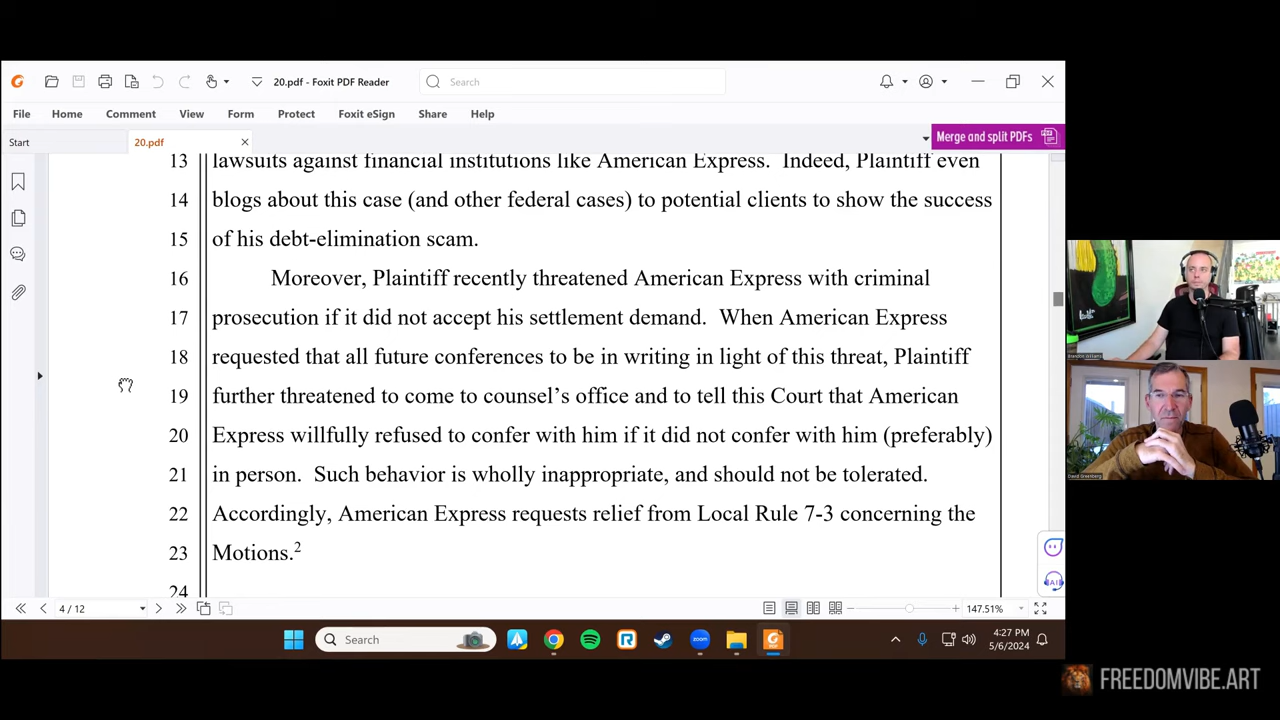 20.pdf - Foxit PDF Reader
Search
File Home Comment View Form Protect Foxit eSign Share Help
Merge and split PDFs
Start
20.pdf
13 lawsuits against financial institutions like American Express. Indeed, Plaintiff even
14 blogs about this case (and other federal cases) to potential clients to show the success
15 of his debt-elimination scam.
16 Moreover, Plaintiff recently threatened American Express with criminal
17 prosecution if it did not accept his settlement demand. When American Express
18 requested that all future conferences to be in writing in light of this threat, Plaintiff
19 further threatened to come to counsel's office and to tell this Court that American
20 Express willfully refused to confer with him if it did not confer with him (preferably)
21 in person. Such behavior is wholly inappropriate, and should not be tolerated.
22 Accordingly, American Express requests relief from Local Rule 7-3 concerning the
23 Motions.2
24
Brandon Williams
David Greenberg
4 / 12
147.51%
Search
zoom
4:27 PM
5/6/2024
FREEDOMVIBE.ART